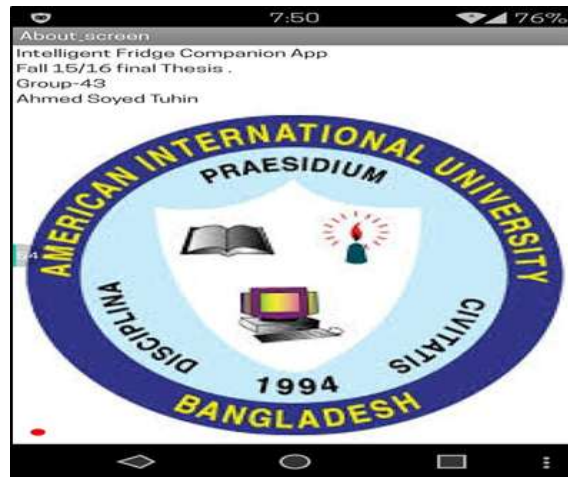 7:50 76%
About_screen
Intelligent Fridge Companion App
Fall 15/16 final Thesis .
Group-43
Ahmed Soyed Tuhin
AMERICAN INTERNATIONAL UNIVERSITY
PRAESIDIUM
DISCIPLINA
CIVITATIS
1994
BANGLADESH